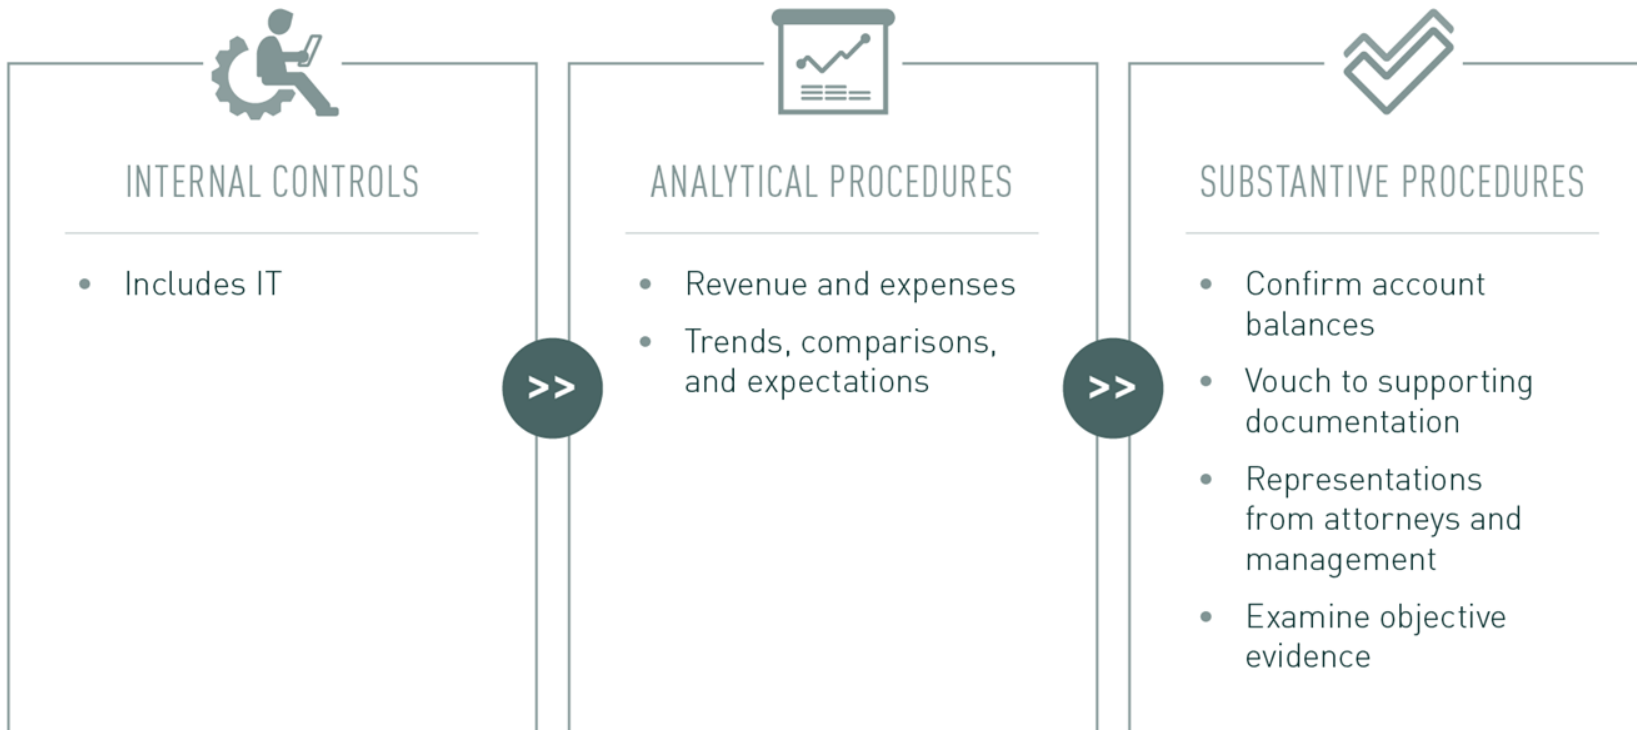 INTERNAL CONTROLS
• Includes IT
>>
ANALYTICAL PROCEDURES
• Revenue and expenses
• Trends, comparisons,
and expectations
>>
SUBSTANTIVE PROCEDURES
• Confirm account
balances
• Vouch to supporting
documentation
• Representations
from attorneys and
management
• Examine objective
evidence